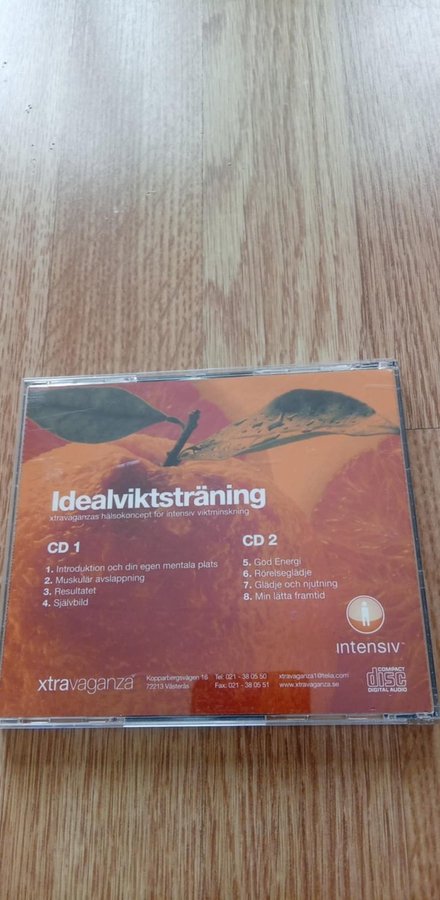 Idealviktsträning
xtravaganzas hälsokoncept för intensiv viktminskning
CD 1
1. Introduktion och din egen mentala plats
2. Muskulär avslappning
3. Resultatet
4. Självbild
CD 2
5. God Energi
6. Rörelseglädje
7. Glädje och njutning
8. Min lätta framtid
intensiv™
xtravaganza
Kopparbergsvägen 16
72213 Västerås
Tel: 021 - 38 05 50
Fax: 021 - 38 05 51
xtravaganza1@telia.com
www.xtravaganza.se
COMPACT
disc
DIGITAL AUDIO